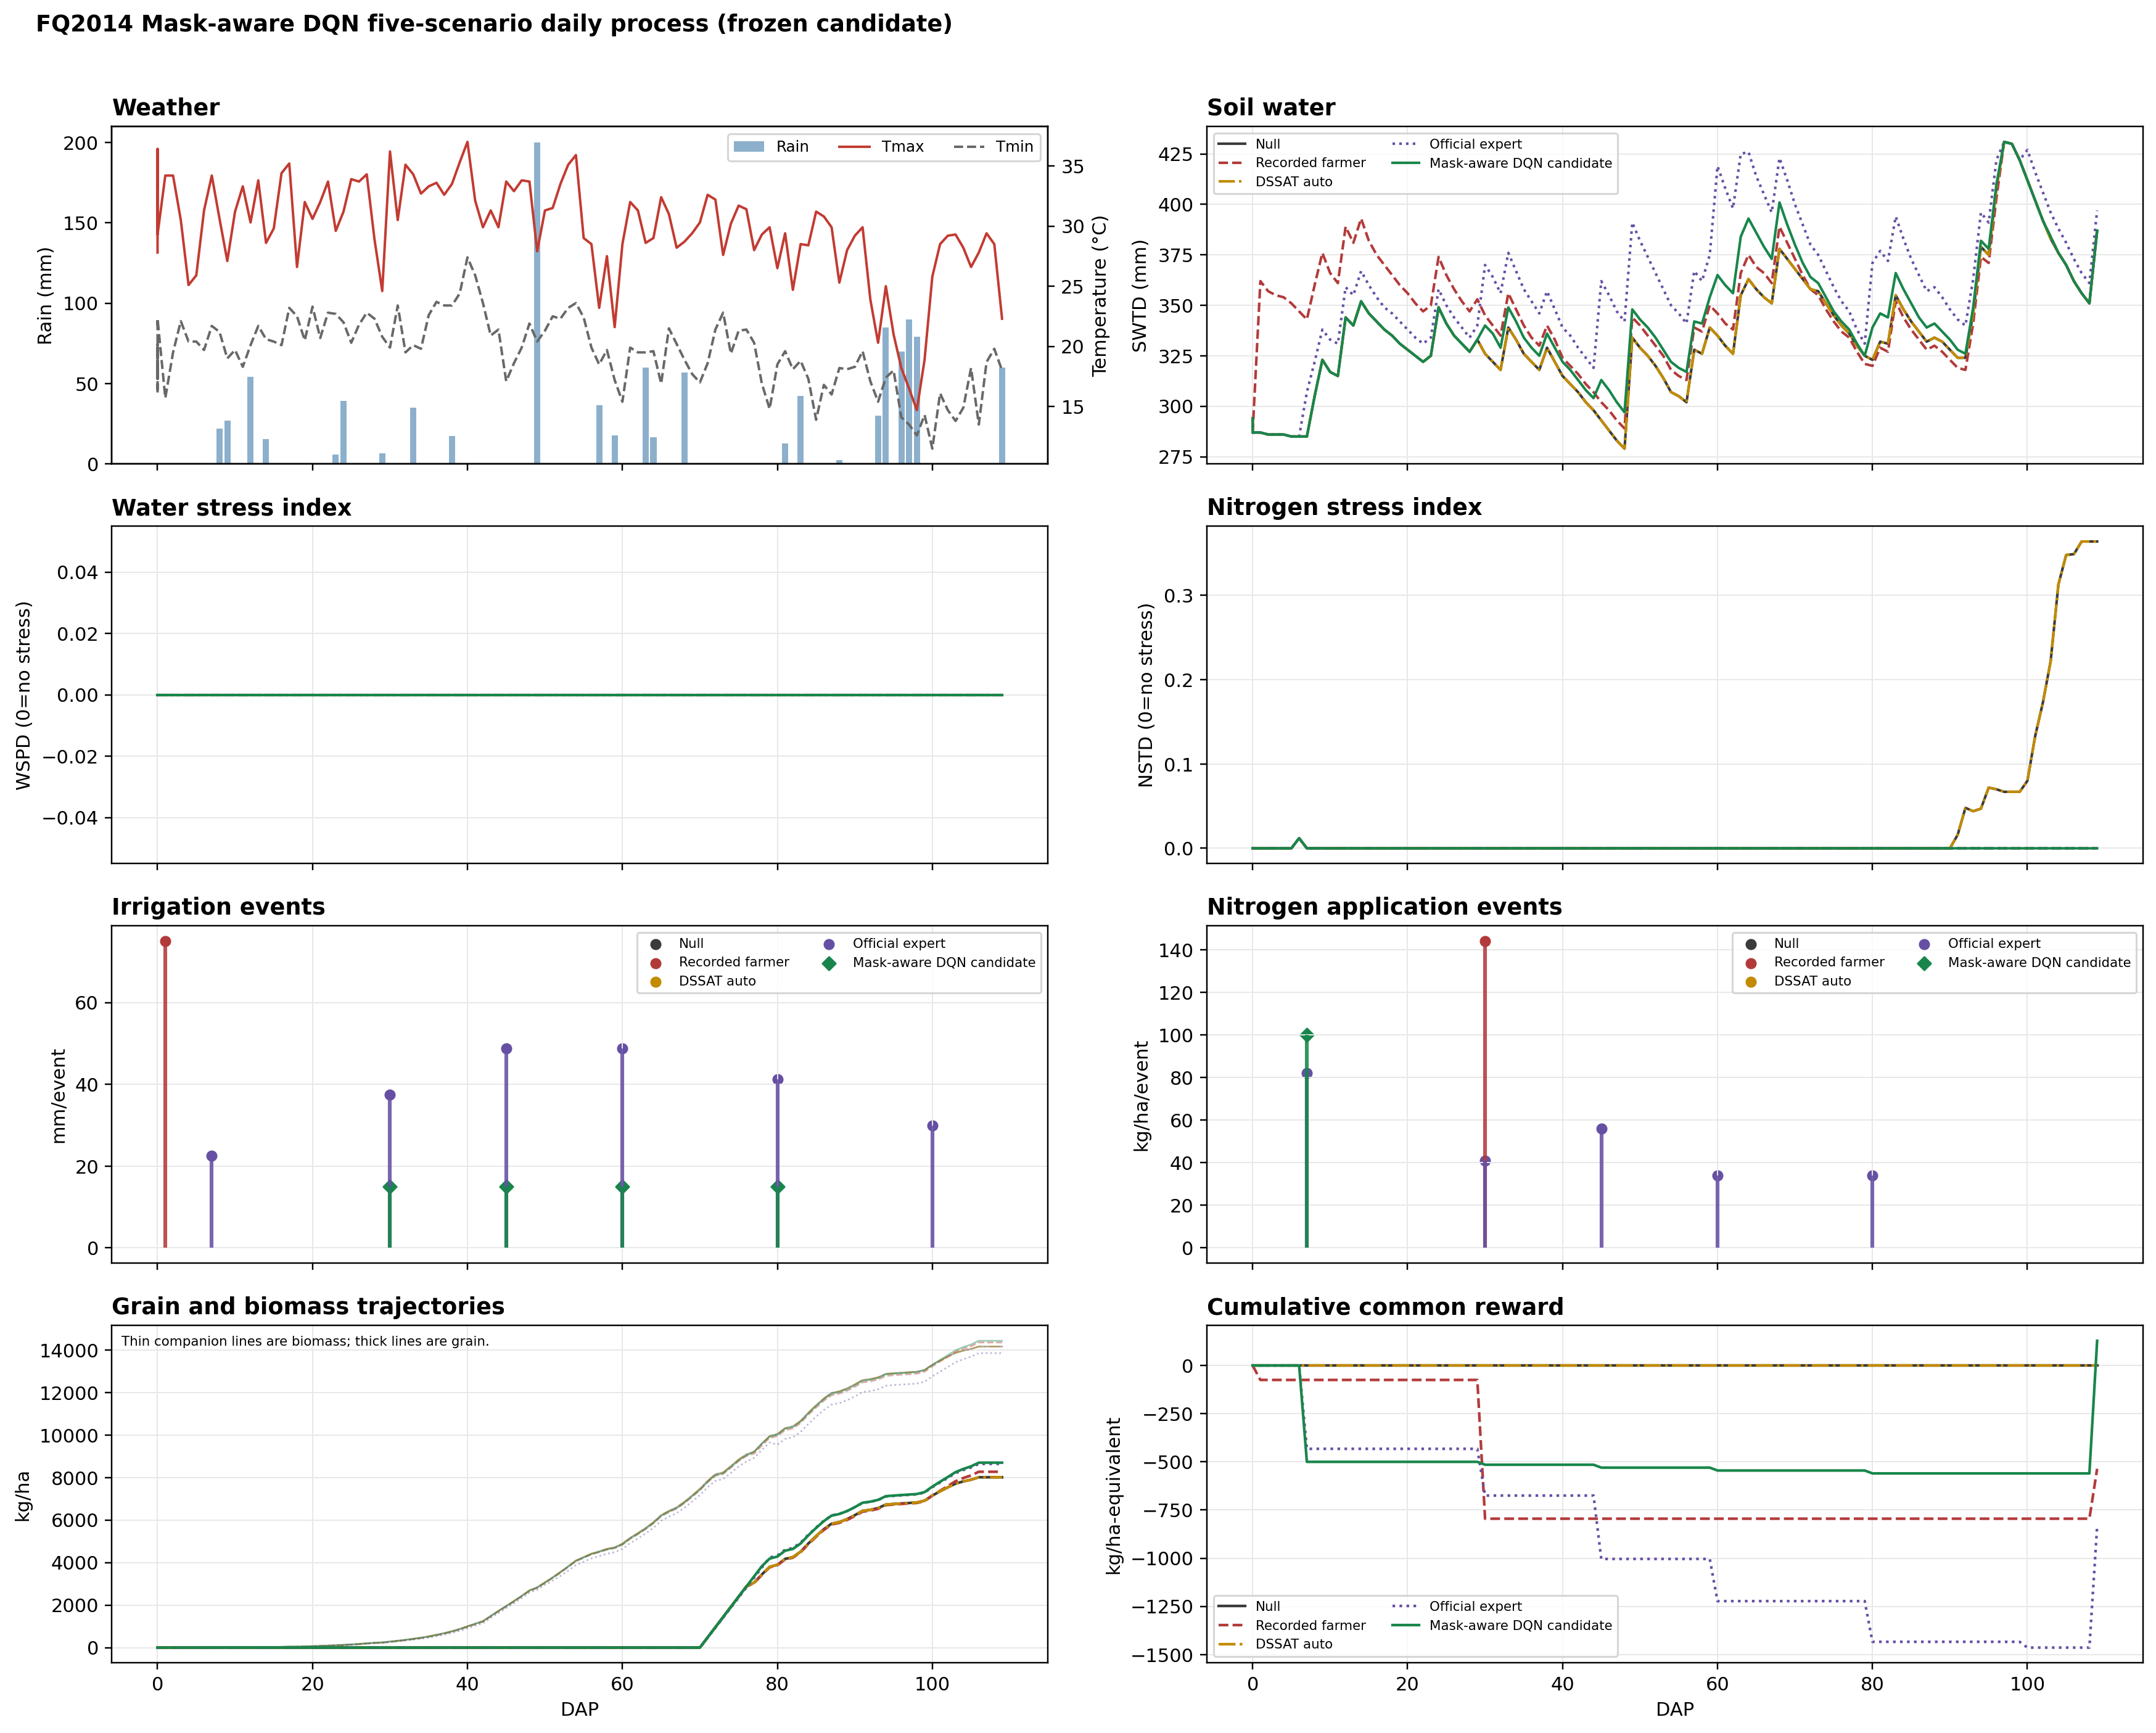 FQ2014 Mask-aware DQN five-scenario daily process (frozen candidate)
Weather
Rain
Tmax
Tmin
200
150
100
50
0
Rain (mm)
35
30
25
20
15
Temperature (°C)
Soil water
Null
Recorded farmer
DSSAT auto
Official expert
Mask-aware DQN candidate
425
400
375
350
325
300
275
SWTD (mm)
Water stress index
0.04
0.02
0.00
−0.02
−0.04
WSPD (0=no stress)
Nitrogen stress index
0.3
0.2
0.1
0.0
NSTD (0=no stress)
Irrigation events
Null
Recorded farmer
DSSAT auto
Official expert
Mask-aware DQN candidate
60
40
20
0
mm/event
Nitrogen application events
Null
Recorded farmer
DSSAT auto
Official expert
Mask-aware DQN candidate
140
120
100
80
60
40
20
0
kg/ha/event
Grain and biomass trajectories
Thin companion lines are biomass; thick lines are grain.
14000
12000
10000
8000
6000
4000
2000
0
kg/ha
0 20 40 60 80 100
DAP
Cumulative common reward
0
−250
−500
−750
−1000
−1250
−1500
kg/ha-equivalent
Null
Recorded farmer
DSSAT auto
Official expert
Mask-aware DQN candidate
0 20 40 60 80 100
DAP